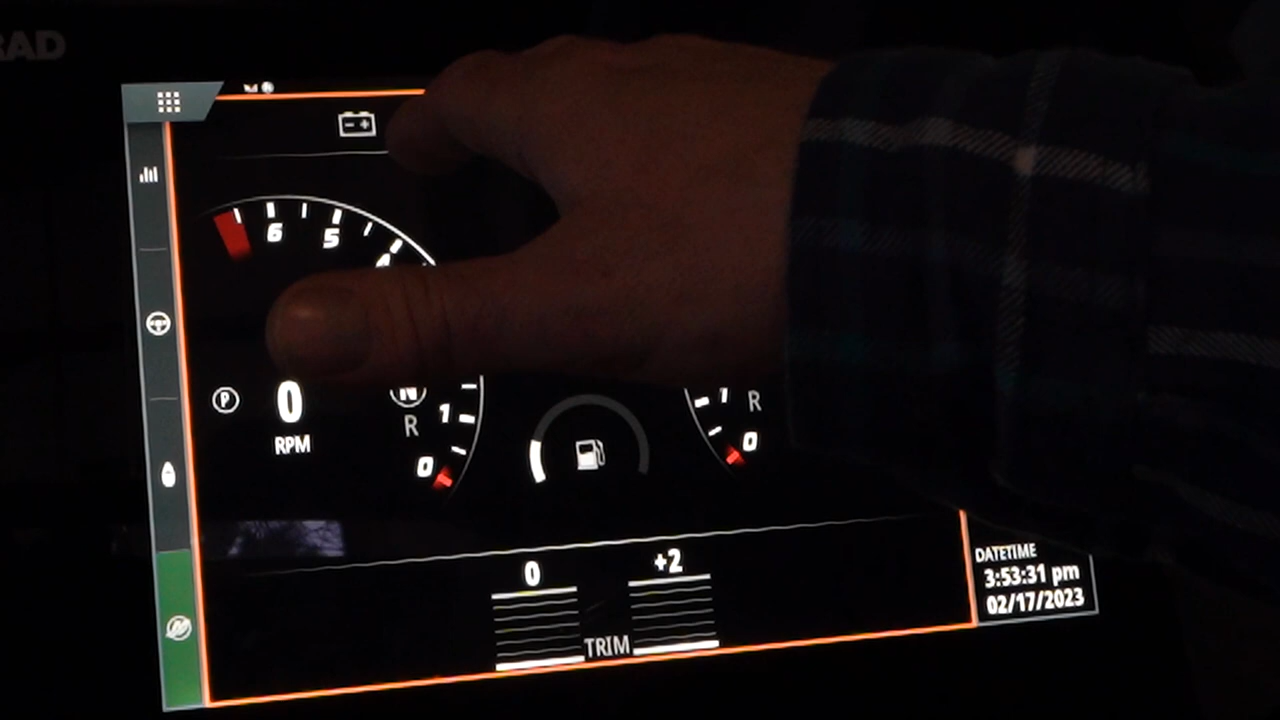 RAD
6
5
4
P
0
RPM
N
R
1
0
1
R
0
0
+2
TRIM
DATETIME
3:53:31 pm
02/17/2023